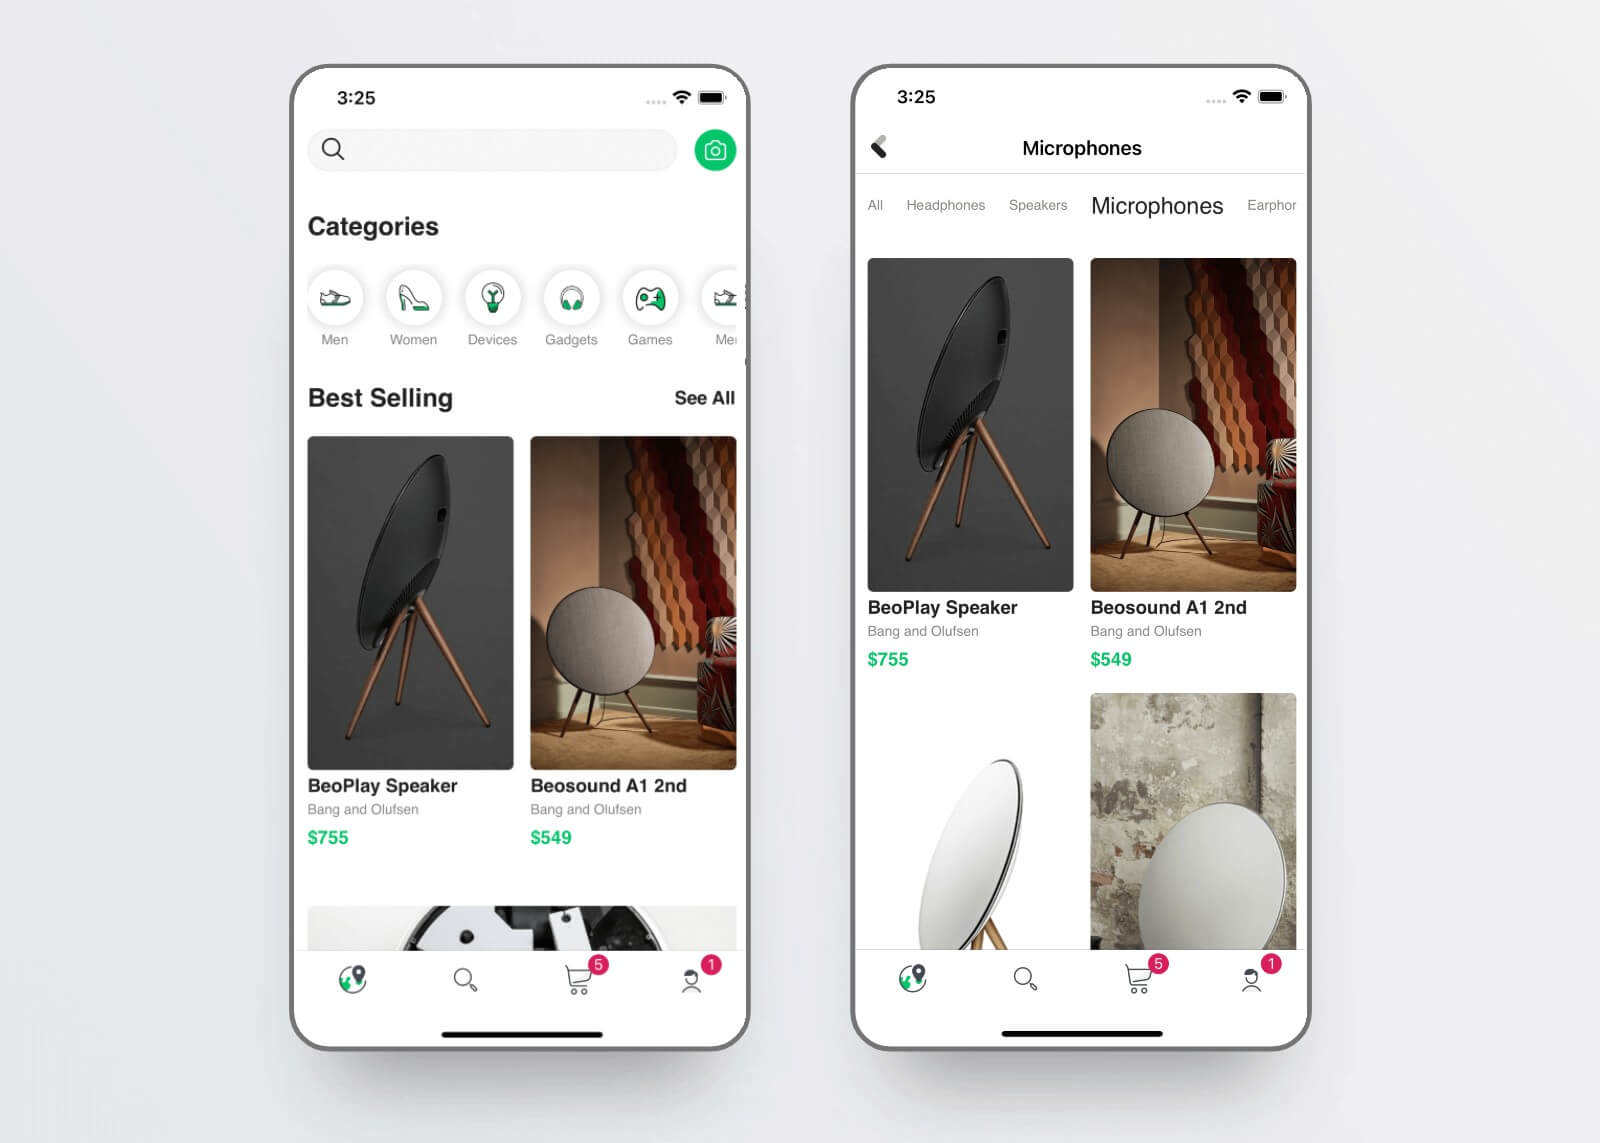 3:25
Categories
Men
Women
Devices
Gadgets
Games
Me
Best Selling
See All
BeoPlay Speaker
Bang and Olufsen
$755
Beosound A1 2nd
Bang and Olufsen
$549
5
1
3:25
Microphones
All
Headphones
Speakers
Microphones
Earphor
BeoPlay Speaker
Bang and Olufsen
$755
Beosound A1 2nd
Bang and Olufsen
$549
5
1